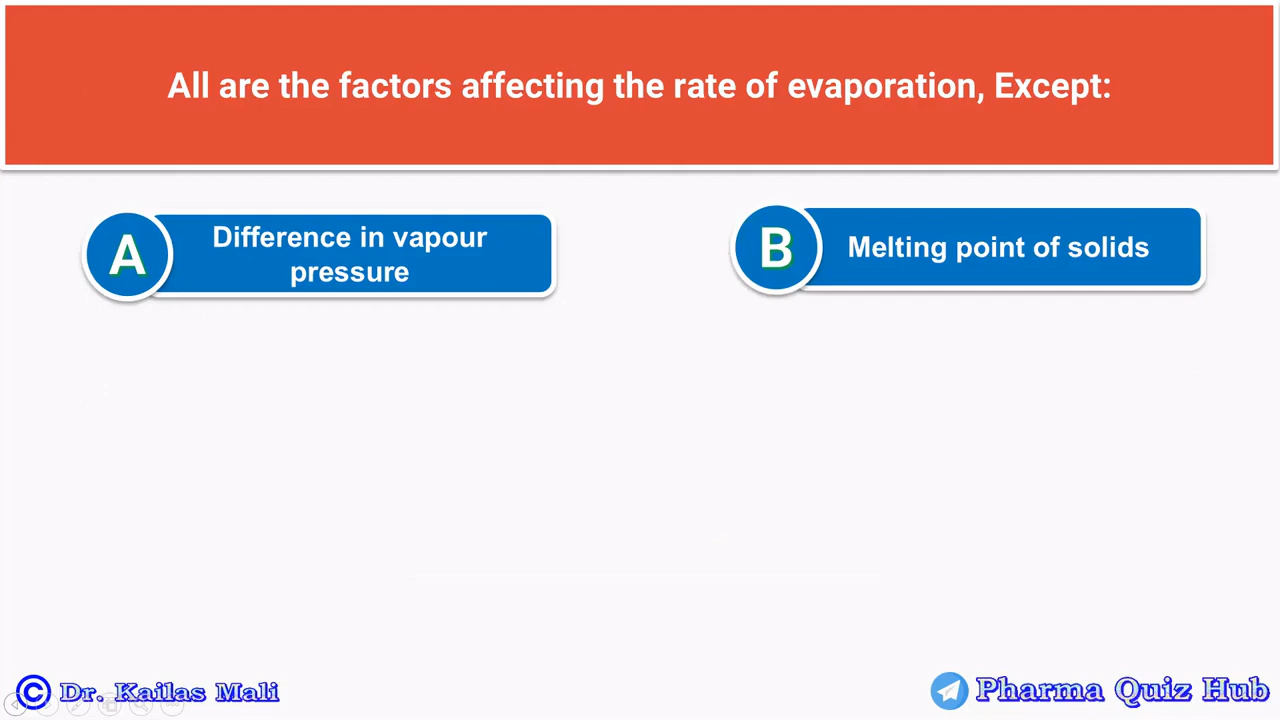 All are the factors affecting the rate of evaporation, Except:
A
Difference in vapour
pressure
B
Melting point of solids
© Dr. Kailas Mali
Pharma Quiz Hub